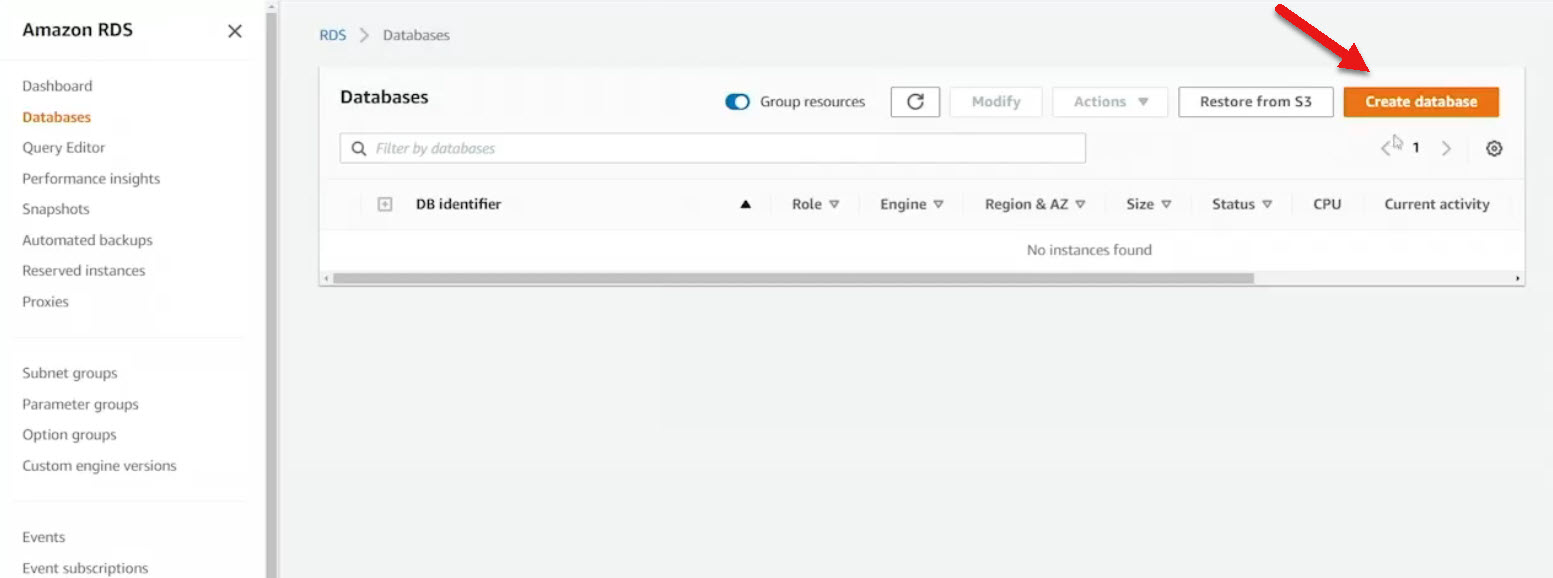 Amazon RDS
Dashboard
Databases
Query Editor
Performance insights
Snapshots
Automated backups
Reserved instances
Proxies
Subnet groups
Parameter groups
Option groups
Custom engine versions
Events
Event subscriptions
RDS Databases
Databases Group resources Modify Actions Restore from S3 Create database
Filter by databases 1
DB identifier Role Engine Region & AZ Size Status CPU Current activity
No instances found